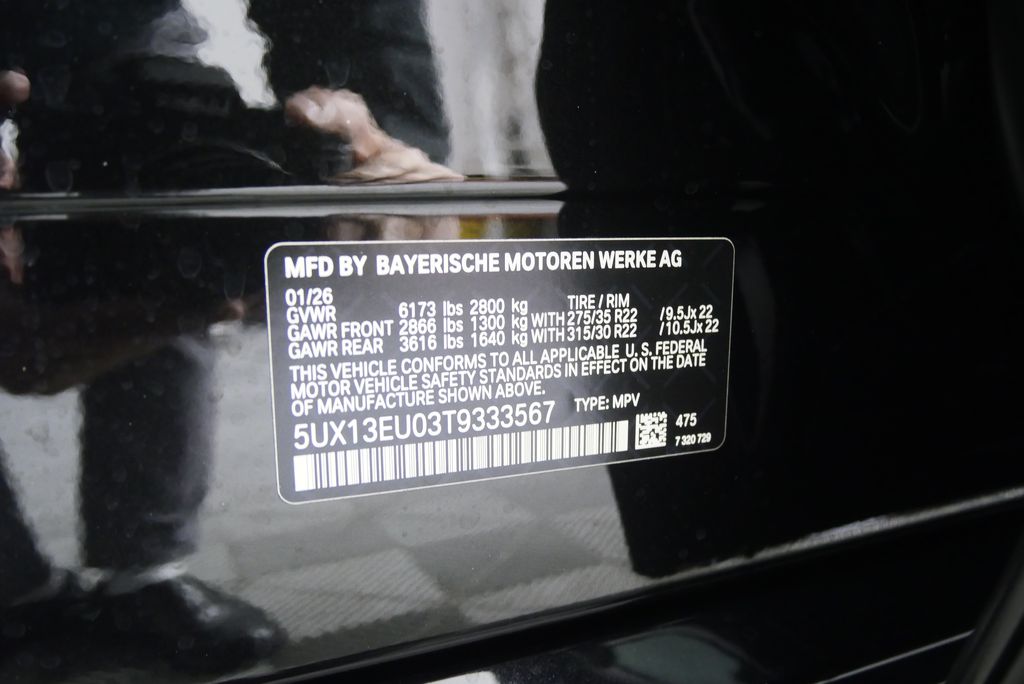 MFD BY BAYERISCHE MOTOREN WERKE AG
01/26 TIRE / RIM
GVWR 6173 lbs 2800 kg
GAWR FRONT 2866 lbs 1300 kg WITH 275/35 R22 /9.5Jx 22
GAWR REAR 3616 lbs 1640 kg WITH 315/30 R22 /10.5Jx 22
THIS VEHICLE CONFORMS TO ALL APPLICABLE U. S. FEDERAL
MOTOR VEHICLE SAFETY STANDARDS IN EFFECT ON THE DATE
OF MANUFACTURE SHOWN ABOVE.
5UX13EU03T9333567 TYPE: MPV
475
7 320 729